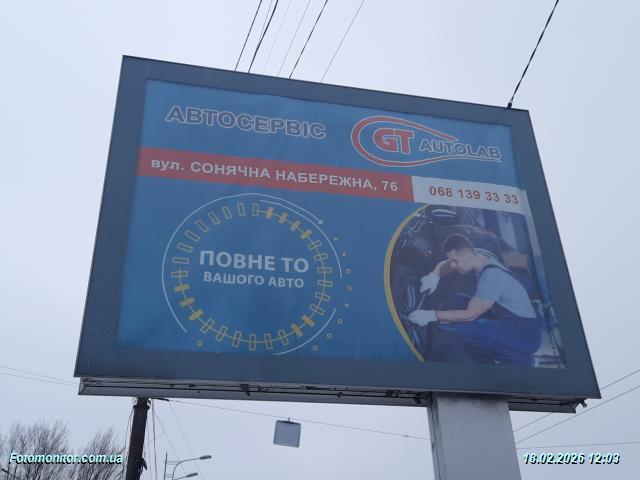 АВТОСЕРВІС
GT AUTOLAB
вул. СОНЯЧНА НАБЕРЕЖНА, 76
068 139 33 33
ПОВНЕ ТО
ВАШОГО АВТО
Fotomonitor.com.ua
18.02.2026 12:03